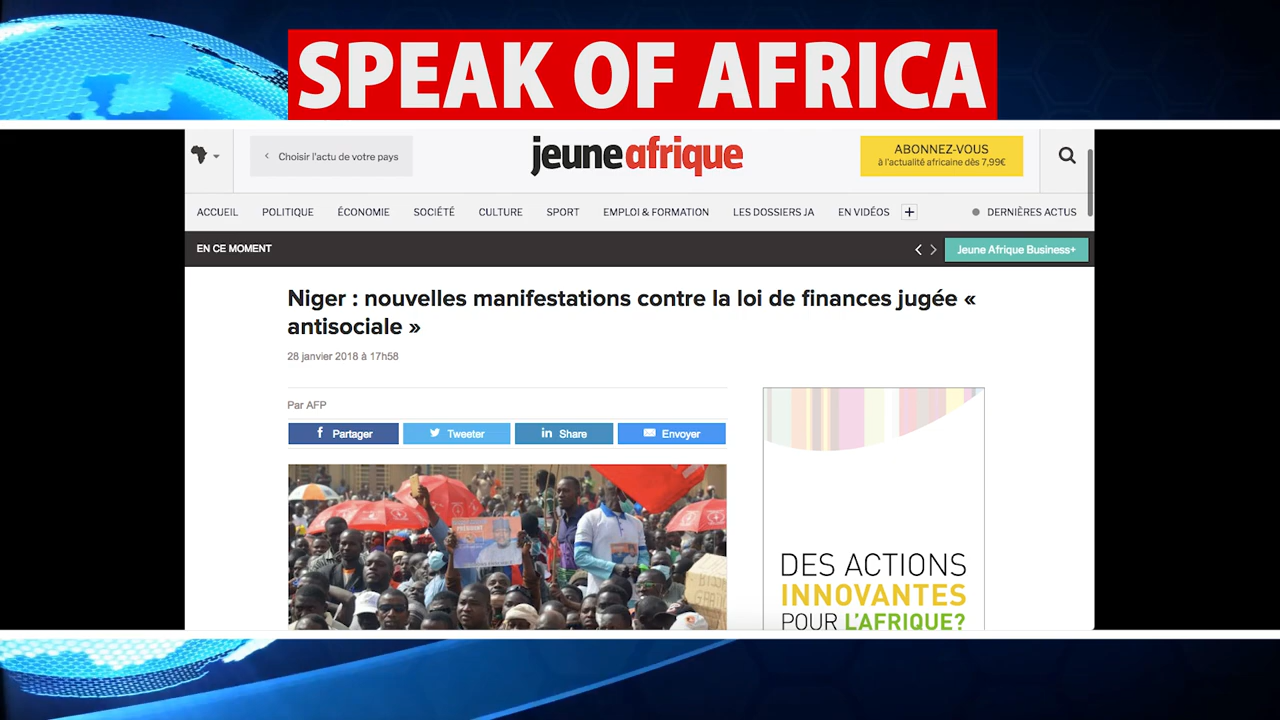 SPEAK OF AFRICA
Choisir l'actu de votre pays
jeune afrique
ABONNEZ-VOUS
à l'actualité africaine dès 7,99€
ACCUEIL POLITIQUE ÉCONOMIE SOCIÉTÉ CULTURE SPORT EMPLOI & FORMATION LES DOSSIERS JA EN VIDÉOS + DERNIÈRES ACTUS
EN CE MOMENT
Jeune Afrique Business+
Niger : nouvelles manifestations contre la loi de finances jugée «
antisociale »
28 janvier 2018 à 17h58
Par AFP
Partager Tweeter Share Envoyer
DES ACTIONS
INNOVANTES
POUR L'AFRIQUE?